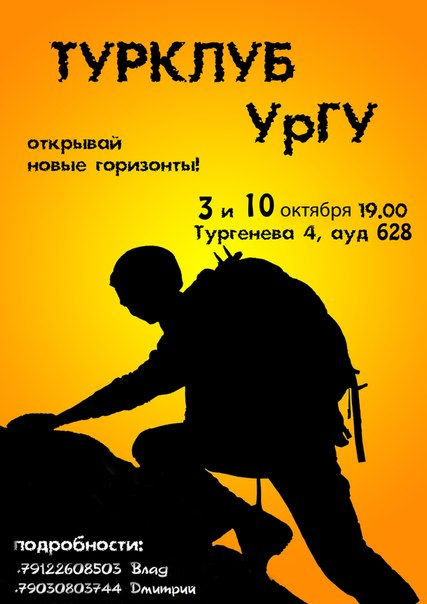 ТУРКЛУБ
УрГУ
открывай
новые горизонты!
3 и 10 октября 19.00
Тургенева 4, ауд 628
подробности:
+79122608503 Влад
+79030803744 Дмитрий